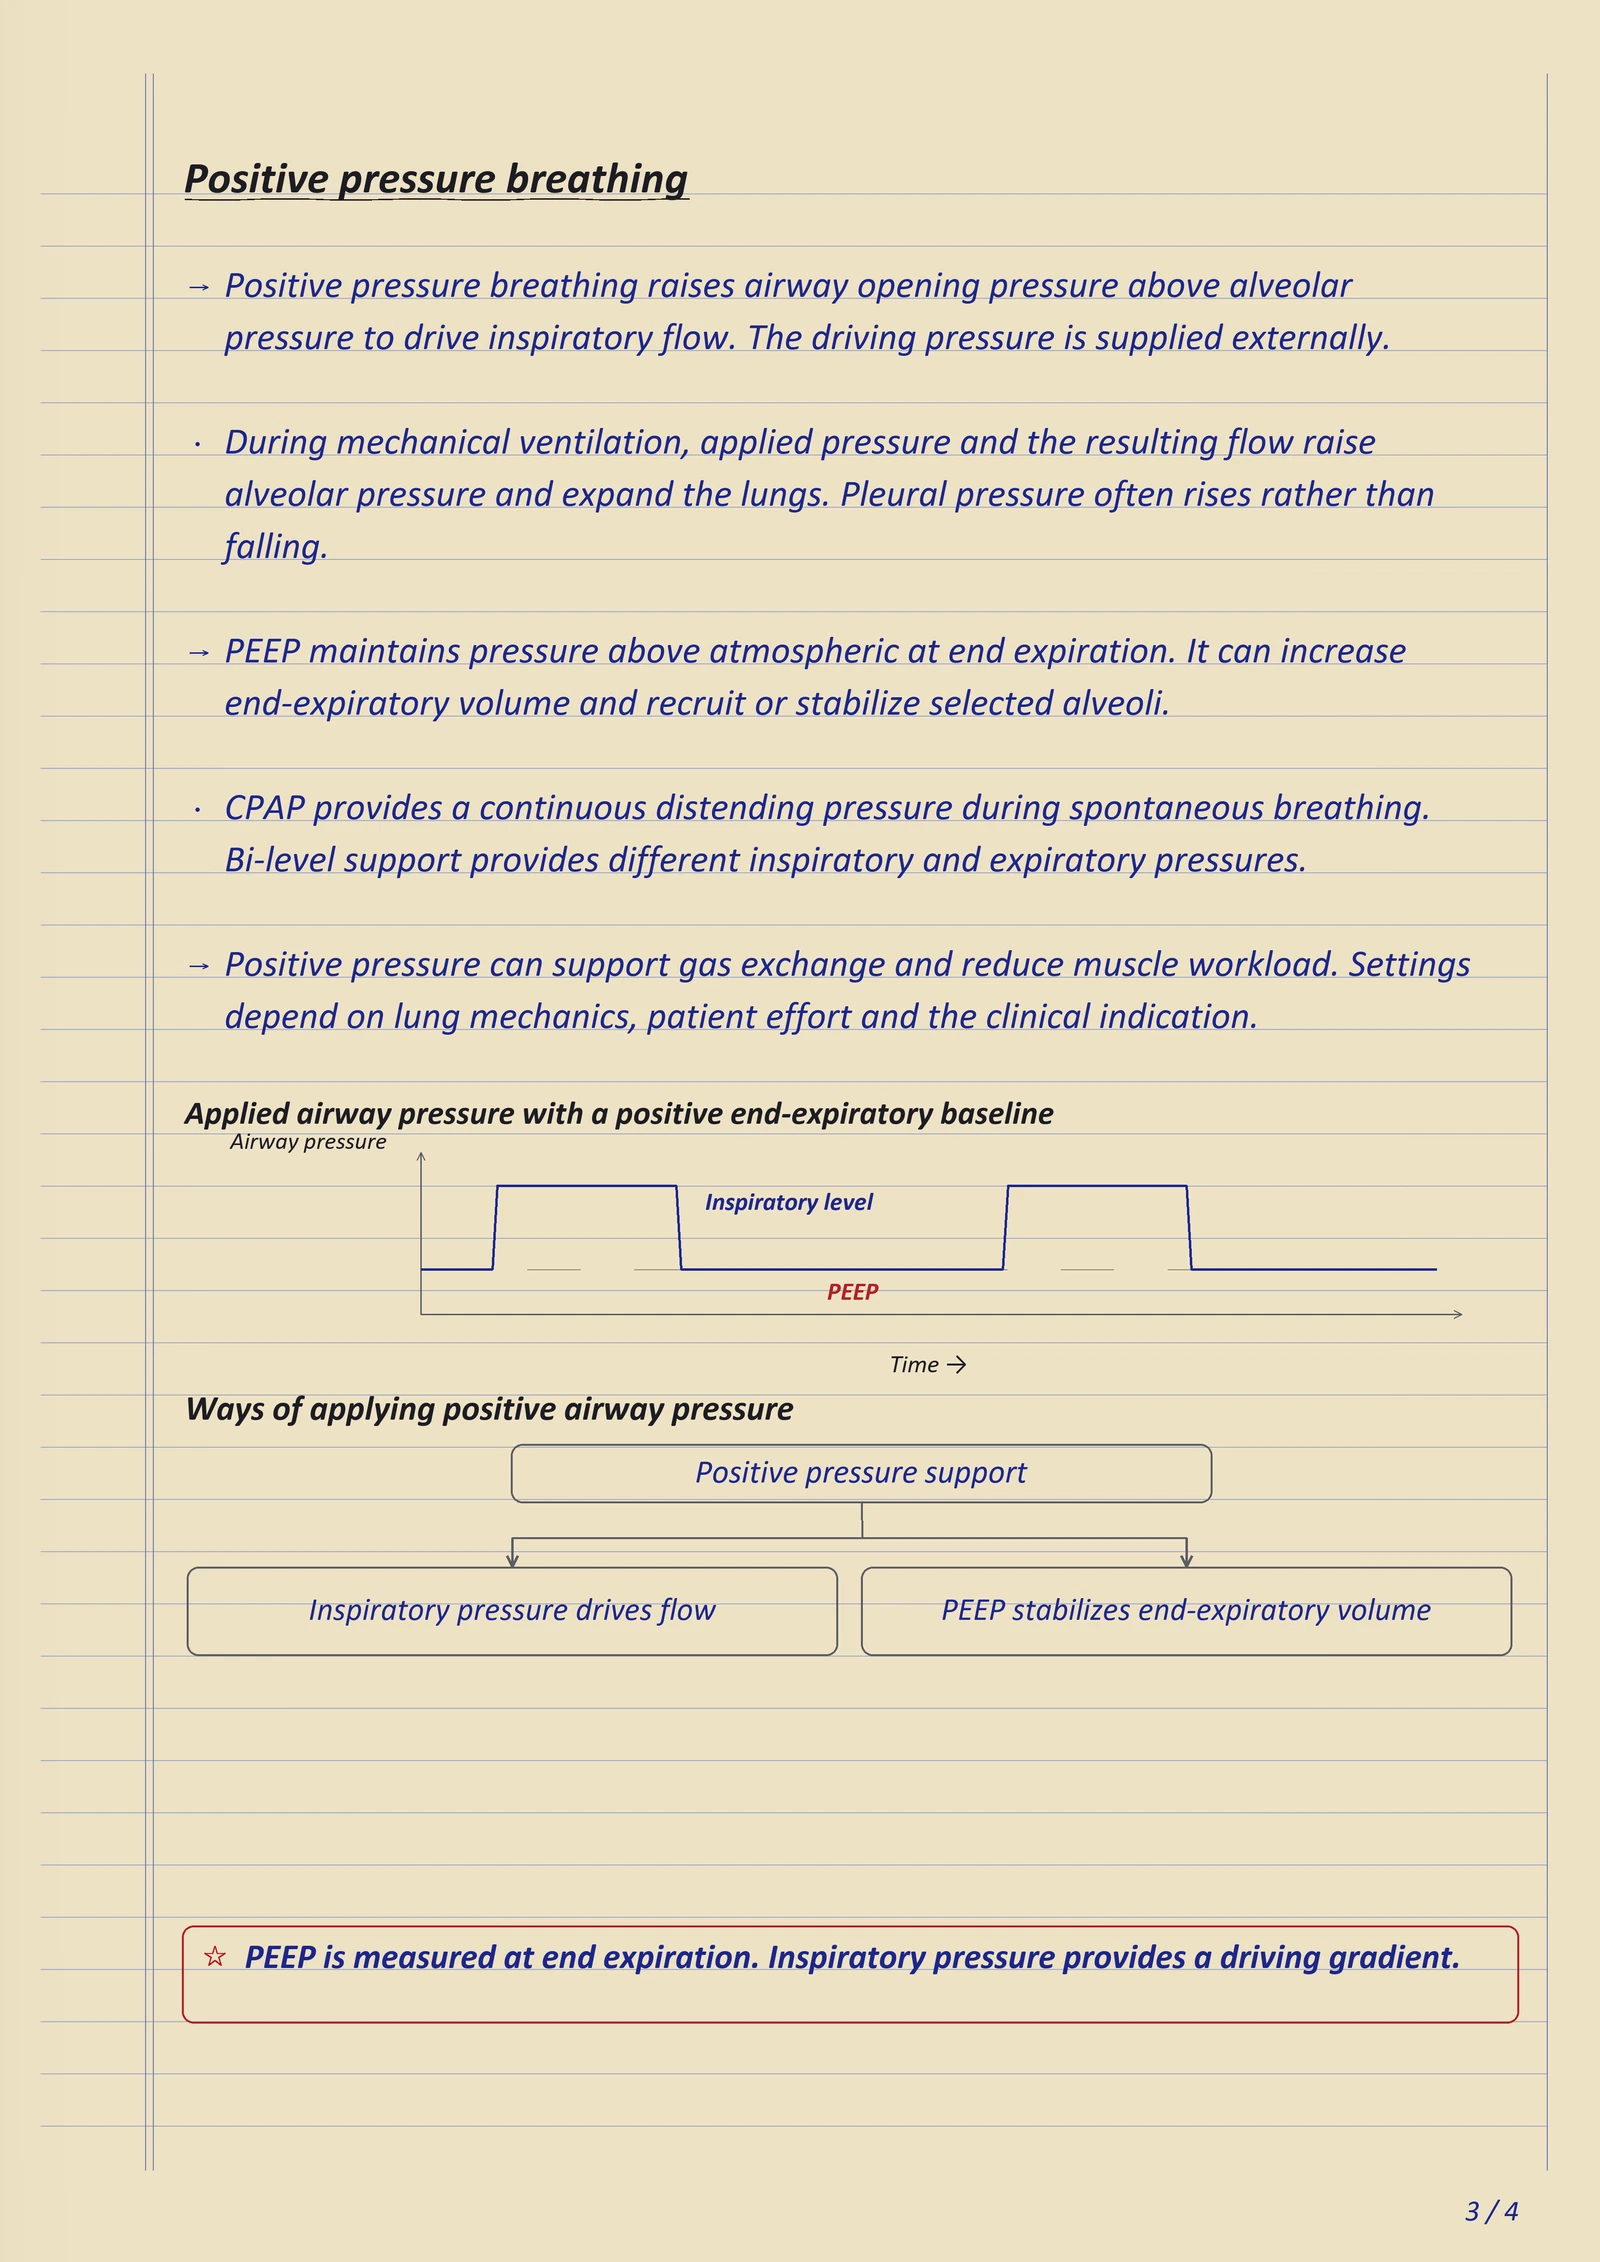 Positive pressure breathing
→ Positive pressure breathing raises airway opening pressure above alveolar
pressure to drive inspiratory flow. The driving pressure is supplied externally.
· During mechanical ventilation, applied pressure and the resulting flow raise
alveolar pressure and expand the lungs. Pleural pressure often rises rather than
falling.
→ PEEP maintains pressure above atmospheric at end expiration. It can increase
end-expiratory volume and recruit or stabilize selected alveoli.
· CPAP provides a continuous distending pressure during spontaneous breathing.
Bi-level support provides different inspiratory and expiratory pressures.
→ Positive pressure can support gas exchange and reduce muscle workload. Settings
depend on lung mechanics, patient effort and the clinical indication.
Applied airway pressure with a positive end-expiratory baseline
Airway pressure
Inspiratory level
PEEP
Time →
Ways of applying positive airway pressure
Positive pressure support
Inspiratory pressure drives flow
PEEP stabilizes end-expiratory volume
☆ PEEP is measured at end expiration. Inspiratory pressure provides a driving gradient.
3 / 4